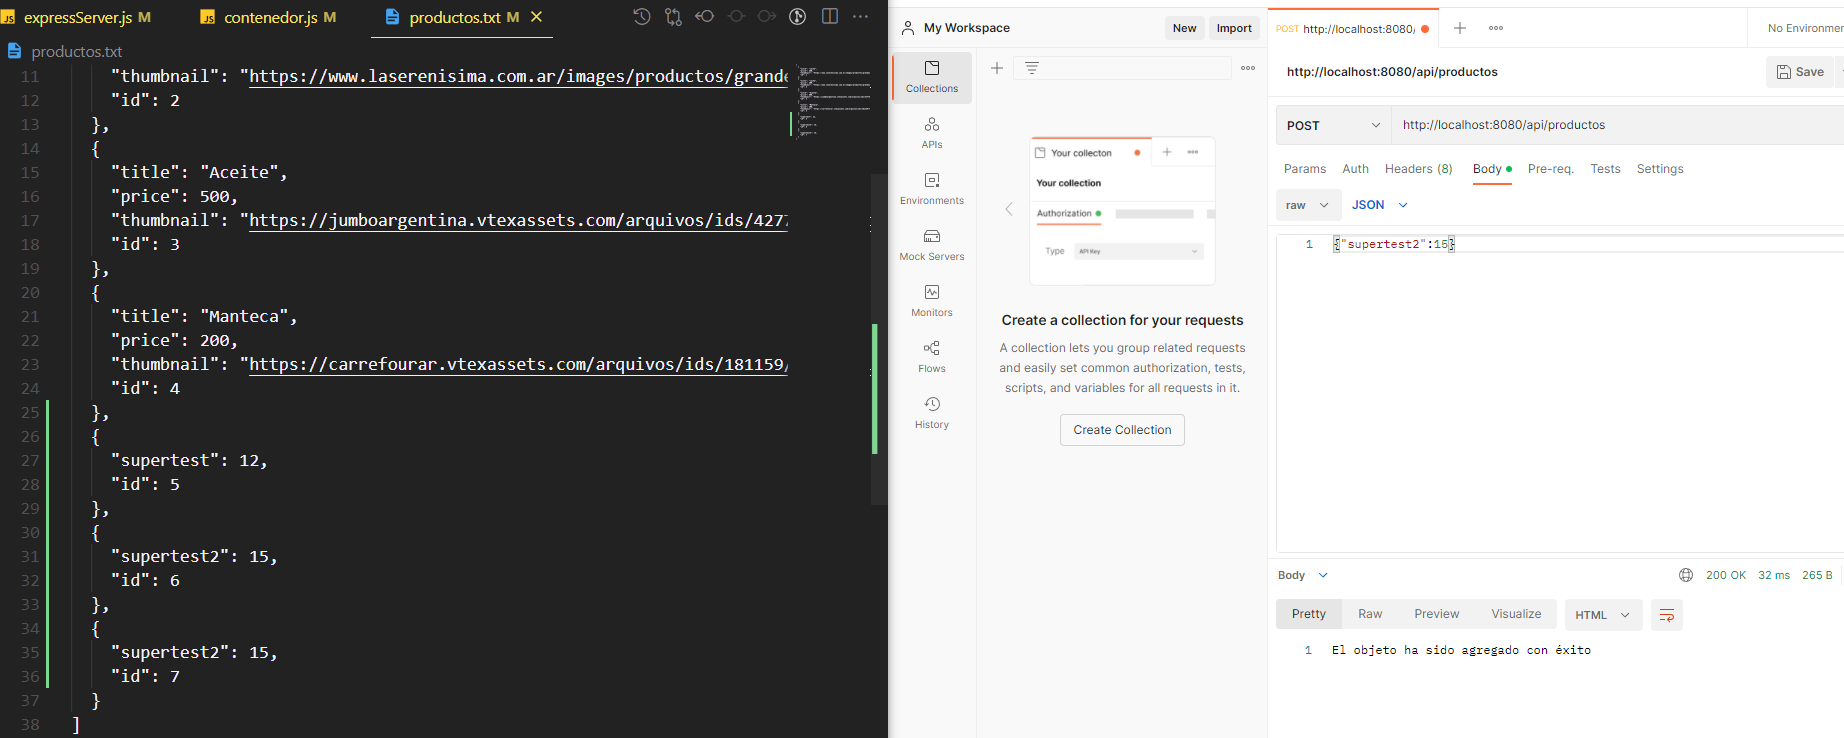 expressServer.js M
contenedor.js M
productos.txt M
productos.txt
11 "thumbnail": "https://www.laserenisima.com.ar/images/productos/grande
12 "id": 2
13 },
14 {
15 "title": "Aceite",
16 "price": 500,
17 "thumbnail": "https://jumboargentina.vtexassets.com/arquivos/ids/4277
18 "id": 3
19 },
20 {
21 "title": "Manteca",
22 "price": 200,
23 "thumbnail": "https://carrefourar.vtexassets.com/arquivos/ids/181159/
24 "id": 4
25 },
26 {
27 "supertest": 12,
28 "id": 5
29 },
30 {
31 "supertest2": 15,
32 "id": 6
33 },
34 {
35 "supertest2": 15,
36 "id": 7
37 }
38 ]
My Workspace
New Import
Collections
APIs
Environments
Mock Servers
Monitors
Flows
History
Your collecton
Your collection
Authorization
Type API Key
Create a collection for your requests
A collection lets you group related requests
and easily set common authorization, tests,
scripts, and variables for all requests in it.
Create Collection
POST http://localhost:8080/
No Environmer
http://localhost:8080/api/productos
Save
POST http://localhost:8080/api/productos
Params Auth Headers (8) Body Pre-req. Tests Settings
raw JSON
1 {"supertest2":15}
Body 200 OK 32 ms 265 B
Pretty Raw Preview Visualize HTML
1 El objeto ha sido agregado con éxito